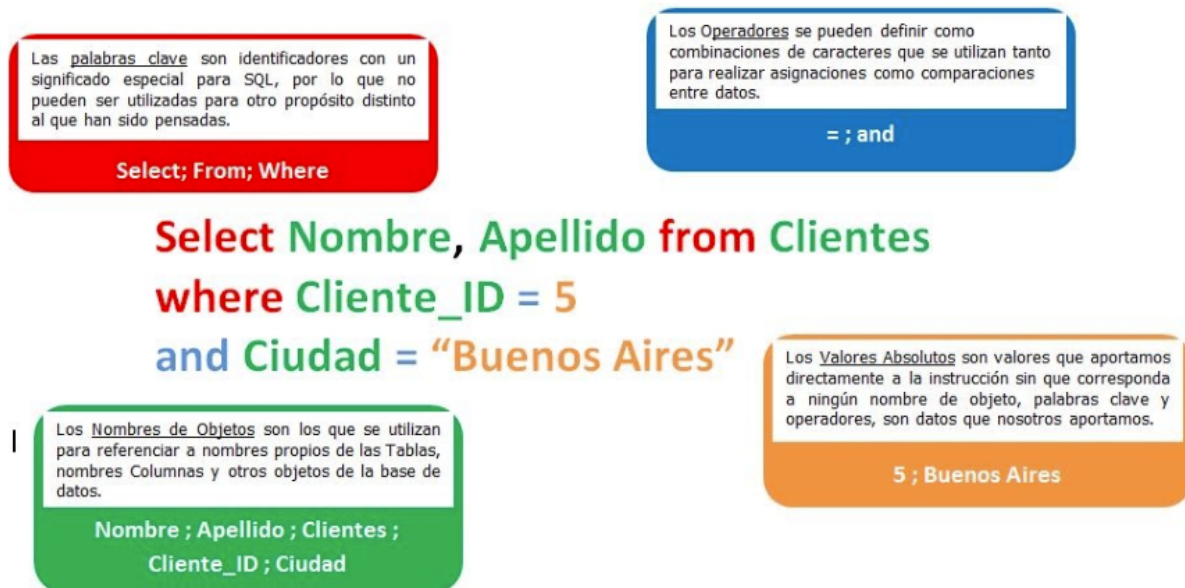 Las palabras clave son identificadores con un
significado especial para SQL, por lo que no
pueden ser utilizadas para otro propósito distinto
al que han sido pensadas.
Select; From; Where
Los Operadores se pueden definir como
combinaciones de caracteres que se utilizan tanto
para realizar asignaciones como comparaciones
entre datos.
= ; and
Select Nombre, Apellido from Clientes
where Cliente_ID = 5
and Ciudad = “Buenos Aires”
Los Valores Absolutos son valores que aportamos
directamente a la instrucción sin que corresponda
a ningún nombre de objeto, palabras clave y
operadores, son datos que nosotros aportamos.
5 ; Buenos Aires
Los Nombres de Objetos son los que se utilizan
para referenciar a nombres propios de las Tablas,
nombres Columnas y otros objetos de la base de
datos.
Nombre ; Apellido ; Clientes ;
Cliente_ID ; Ciudad